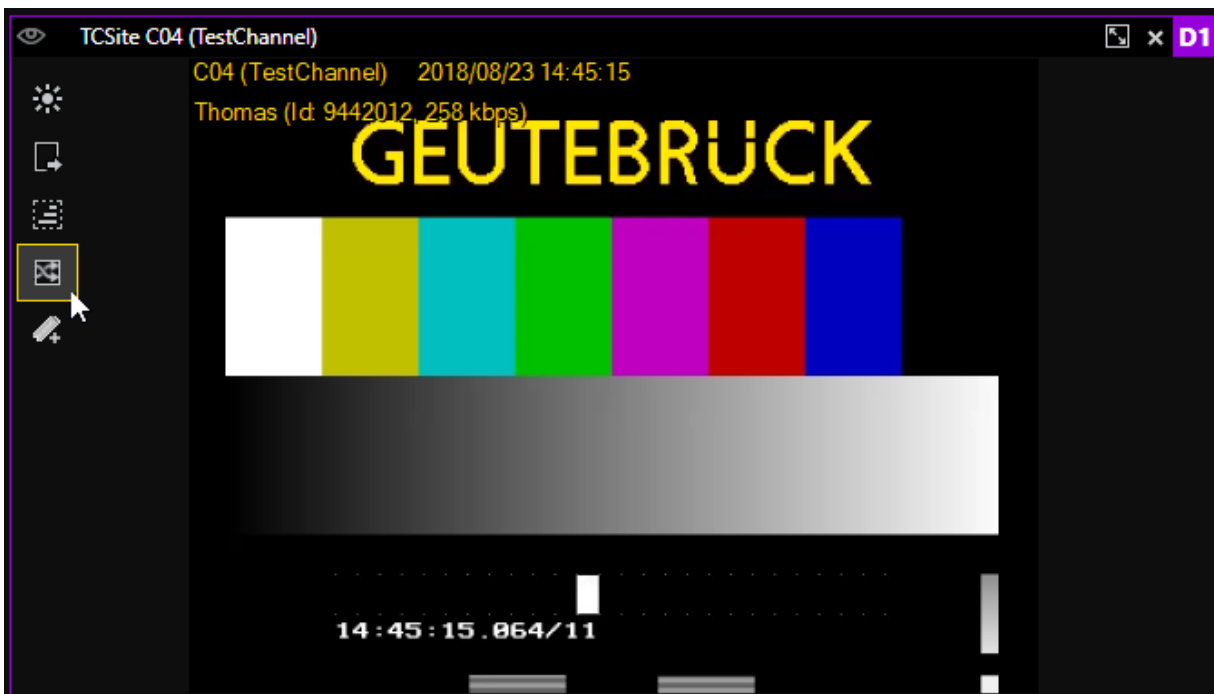 TCSite C04 (TestChannel)
D1
C04 (TestChannel) 2018/08/23 14:45:15
Thomas (Id: 9442012, 258 kbps)
GEUTEBRÜCK
14:45:15.064/11